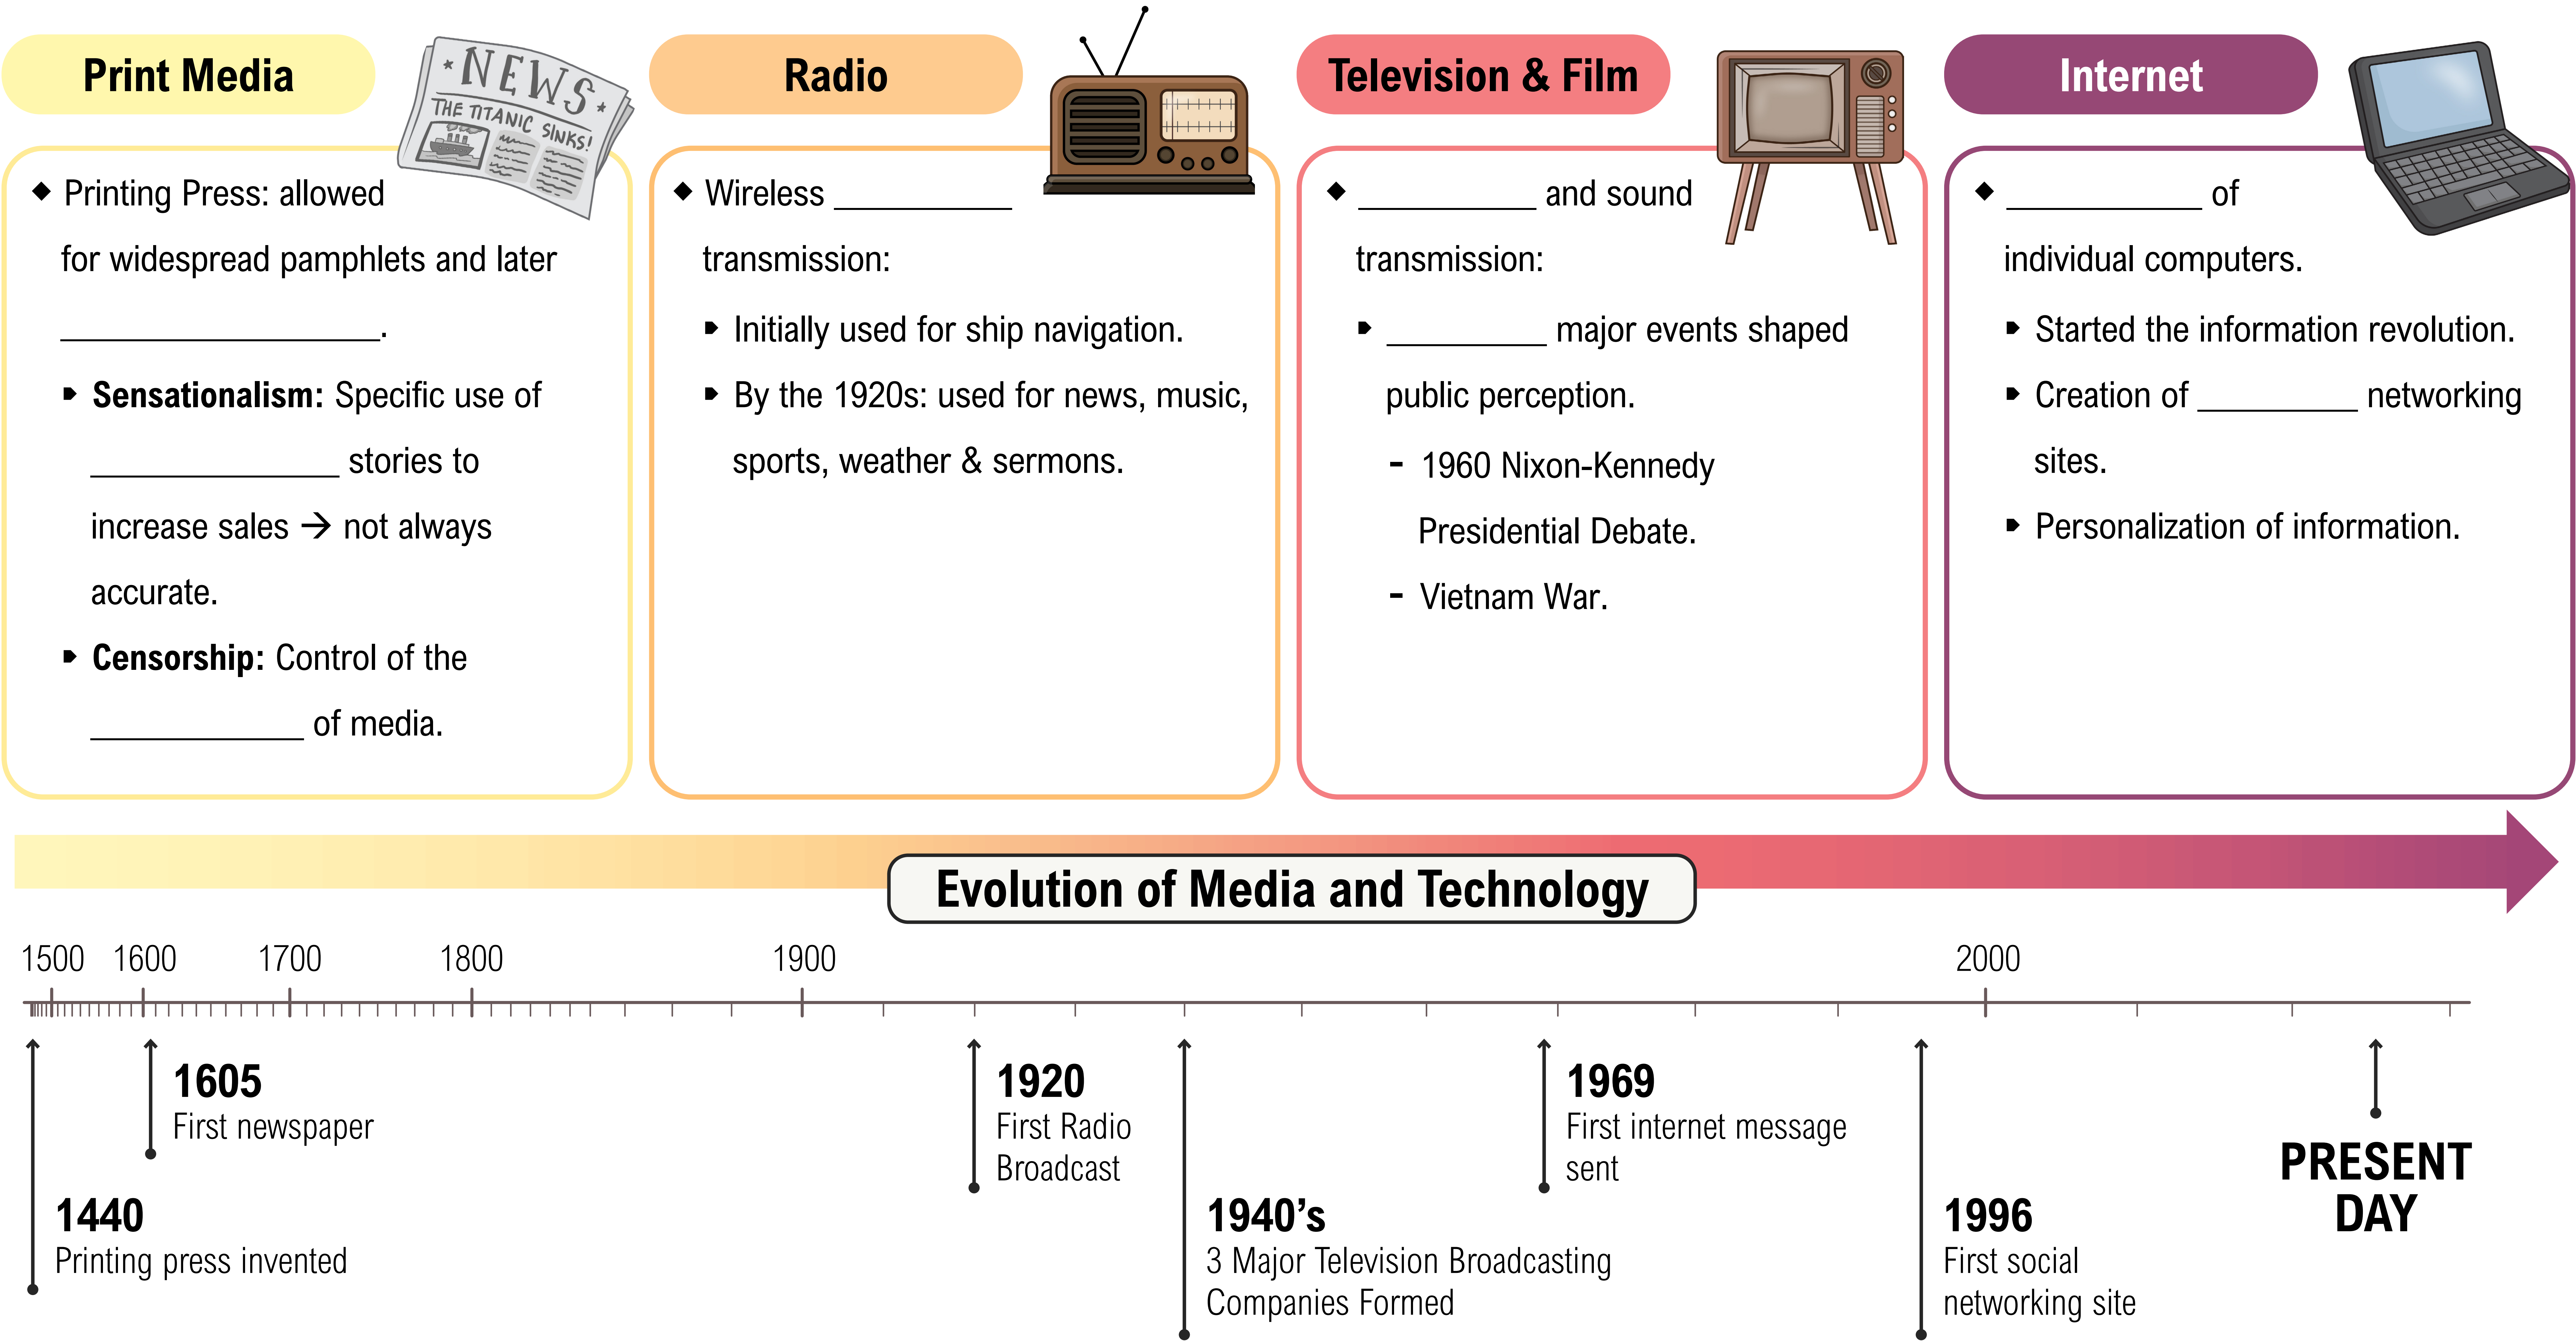 Print Media
NEWS
THE TITANIC SINKS!
◆ Printing Press: allowed
for widespread pamphlets and later
____________________.
Sensationalism: Specific use of
________________ stories to
increase sales → not always
accurate.
Censorship: Control of the
______________ of media.
Radio
◆ Wireless ___________
transmission:
Initially used for ship navigation.
By the 1920s: used for news, music,
sports, weather & sermons.
Television & Film
◆ ___________ and sound
transmission:
__________ major events shaped
public perception.
- 1960 Nixon-Kennedy
Presidential Debate.
- Vietnam War.
Internet
◆ ____________ of
individual computers.
Started the information revolution.
Creation of __________ networking
sites.
Personalization of information.
Evolution of Media and Technology
1500 1600 1700 1800 1900 2000
1440
Printing press invented
1605
First newspaper
1920
First Radio
Broadcast
1940’s
3 Major Television Broadcasting
Companies Formed
1969
First internet message
sent
1996
First social
networking site
PRESENT
DAY